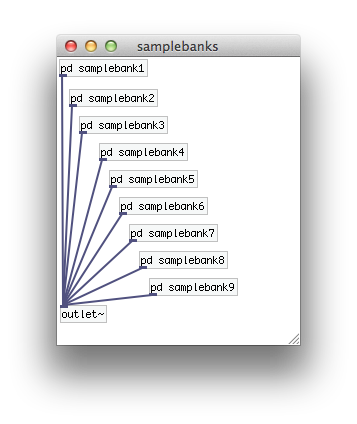 samplebanks
pd samplebank1
pd samplebank2
pd samplebank3
pd samplebank4
pd samplebank5
pd samplebank6
pd samplebank7
pd samplebank8
pd samplebank9
outlet~